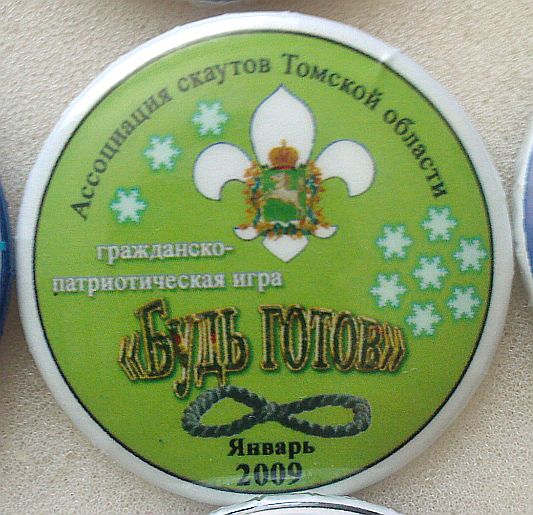 Ассоциация скаутов Томской области
гражданско-
патриотическая игра
«Будь готов»
Январь
2009